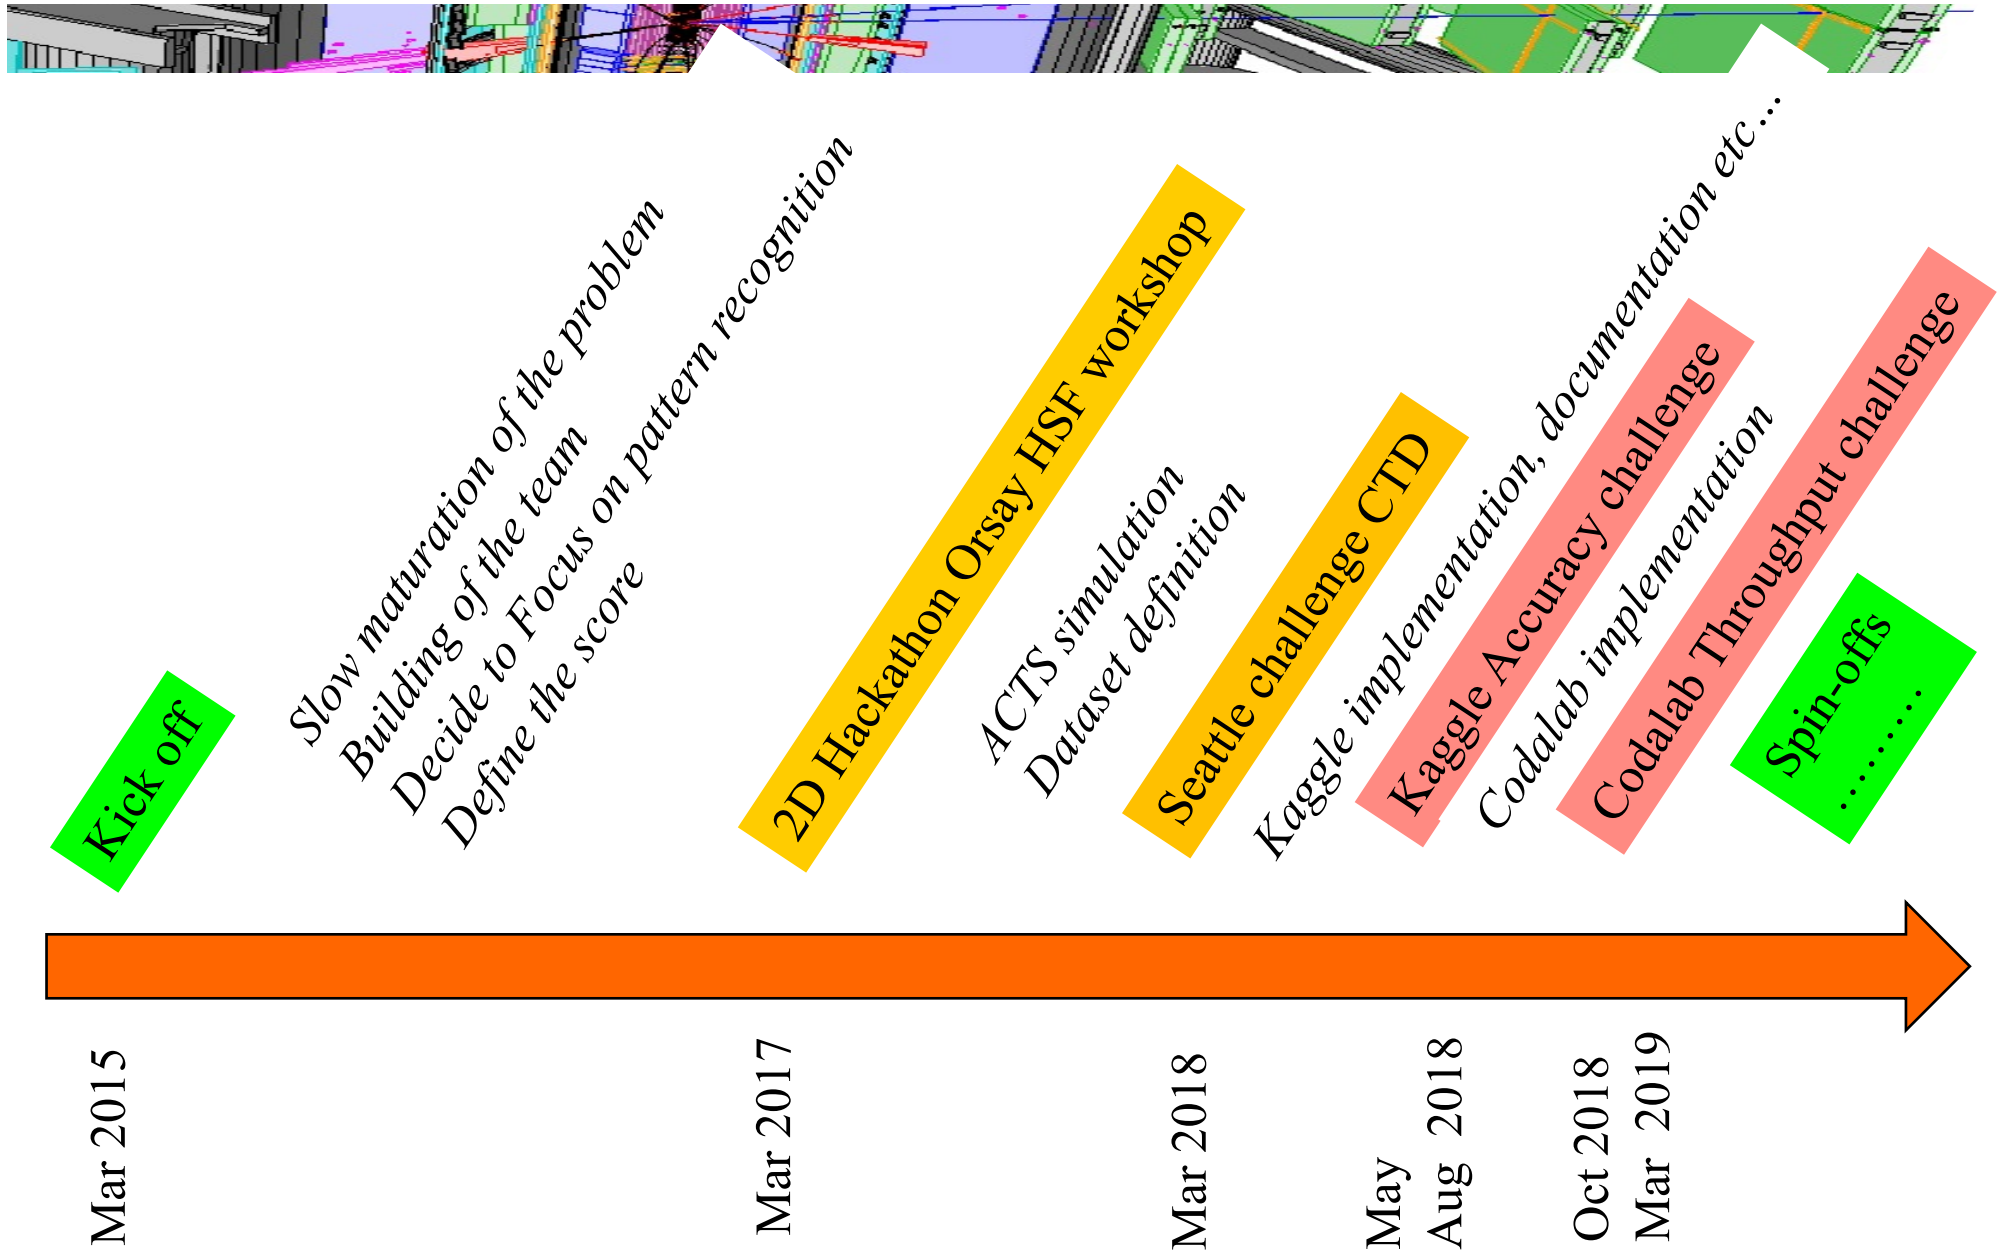 Kick off
Slow maturation of the problem
Building of the team
Decide to Focus on pattern recognition
Define the score
2D Hackathon Orsay HSF workshop
ACTS simulation
Dataset definition
Seattle challenge CTD
Kaggle implementation, documentation etc…
Kaggle Accuracy challenge
Codalab implementation
Codalab Throughput challenge
Spin-offs
………
Mar 2015
Mar 2017
Mar 2018
May
Aug 2018
Oct 2018
Mar 2019